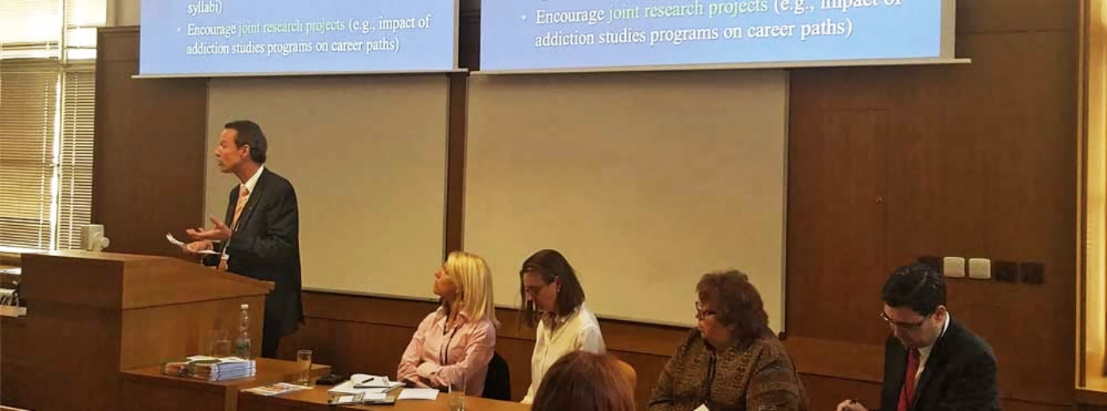 syllabi)
• Encourage joint research projects (e.g., impact of
addiction studies programs on career paths)
• Encourage joint research projects (e.g., impact of
addiction studies programs on career paths)